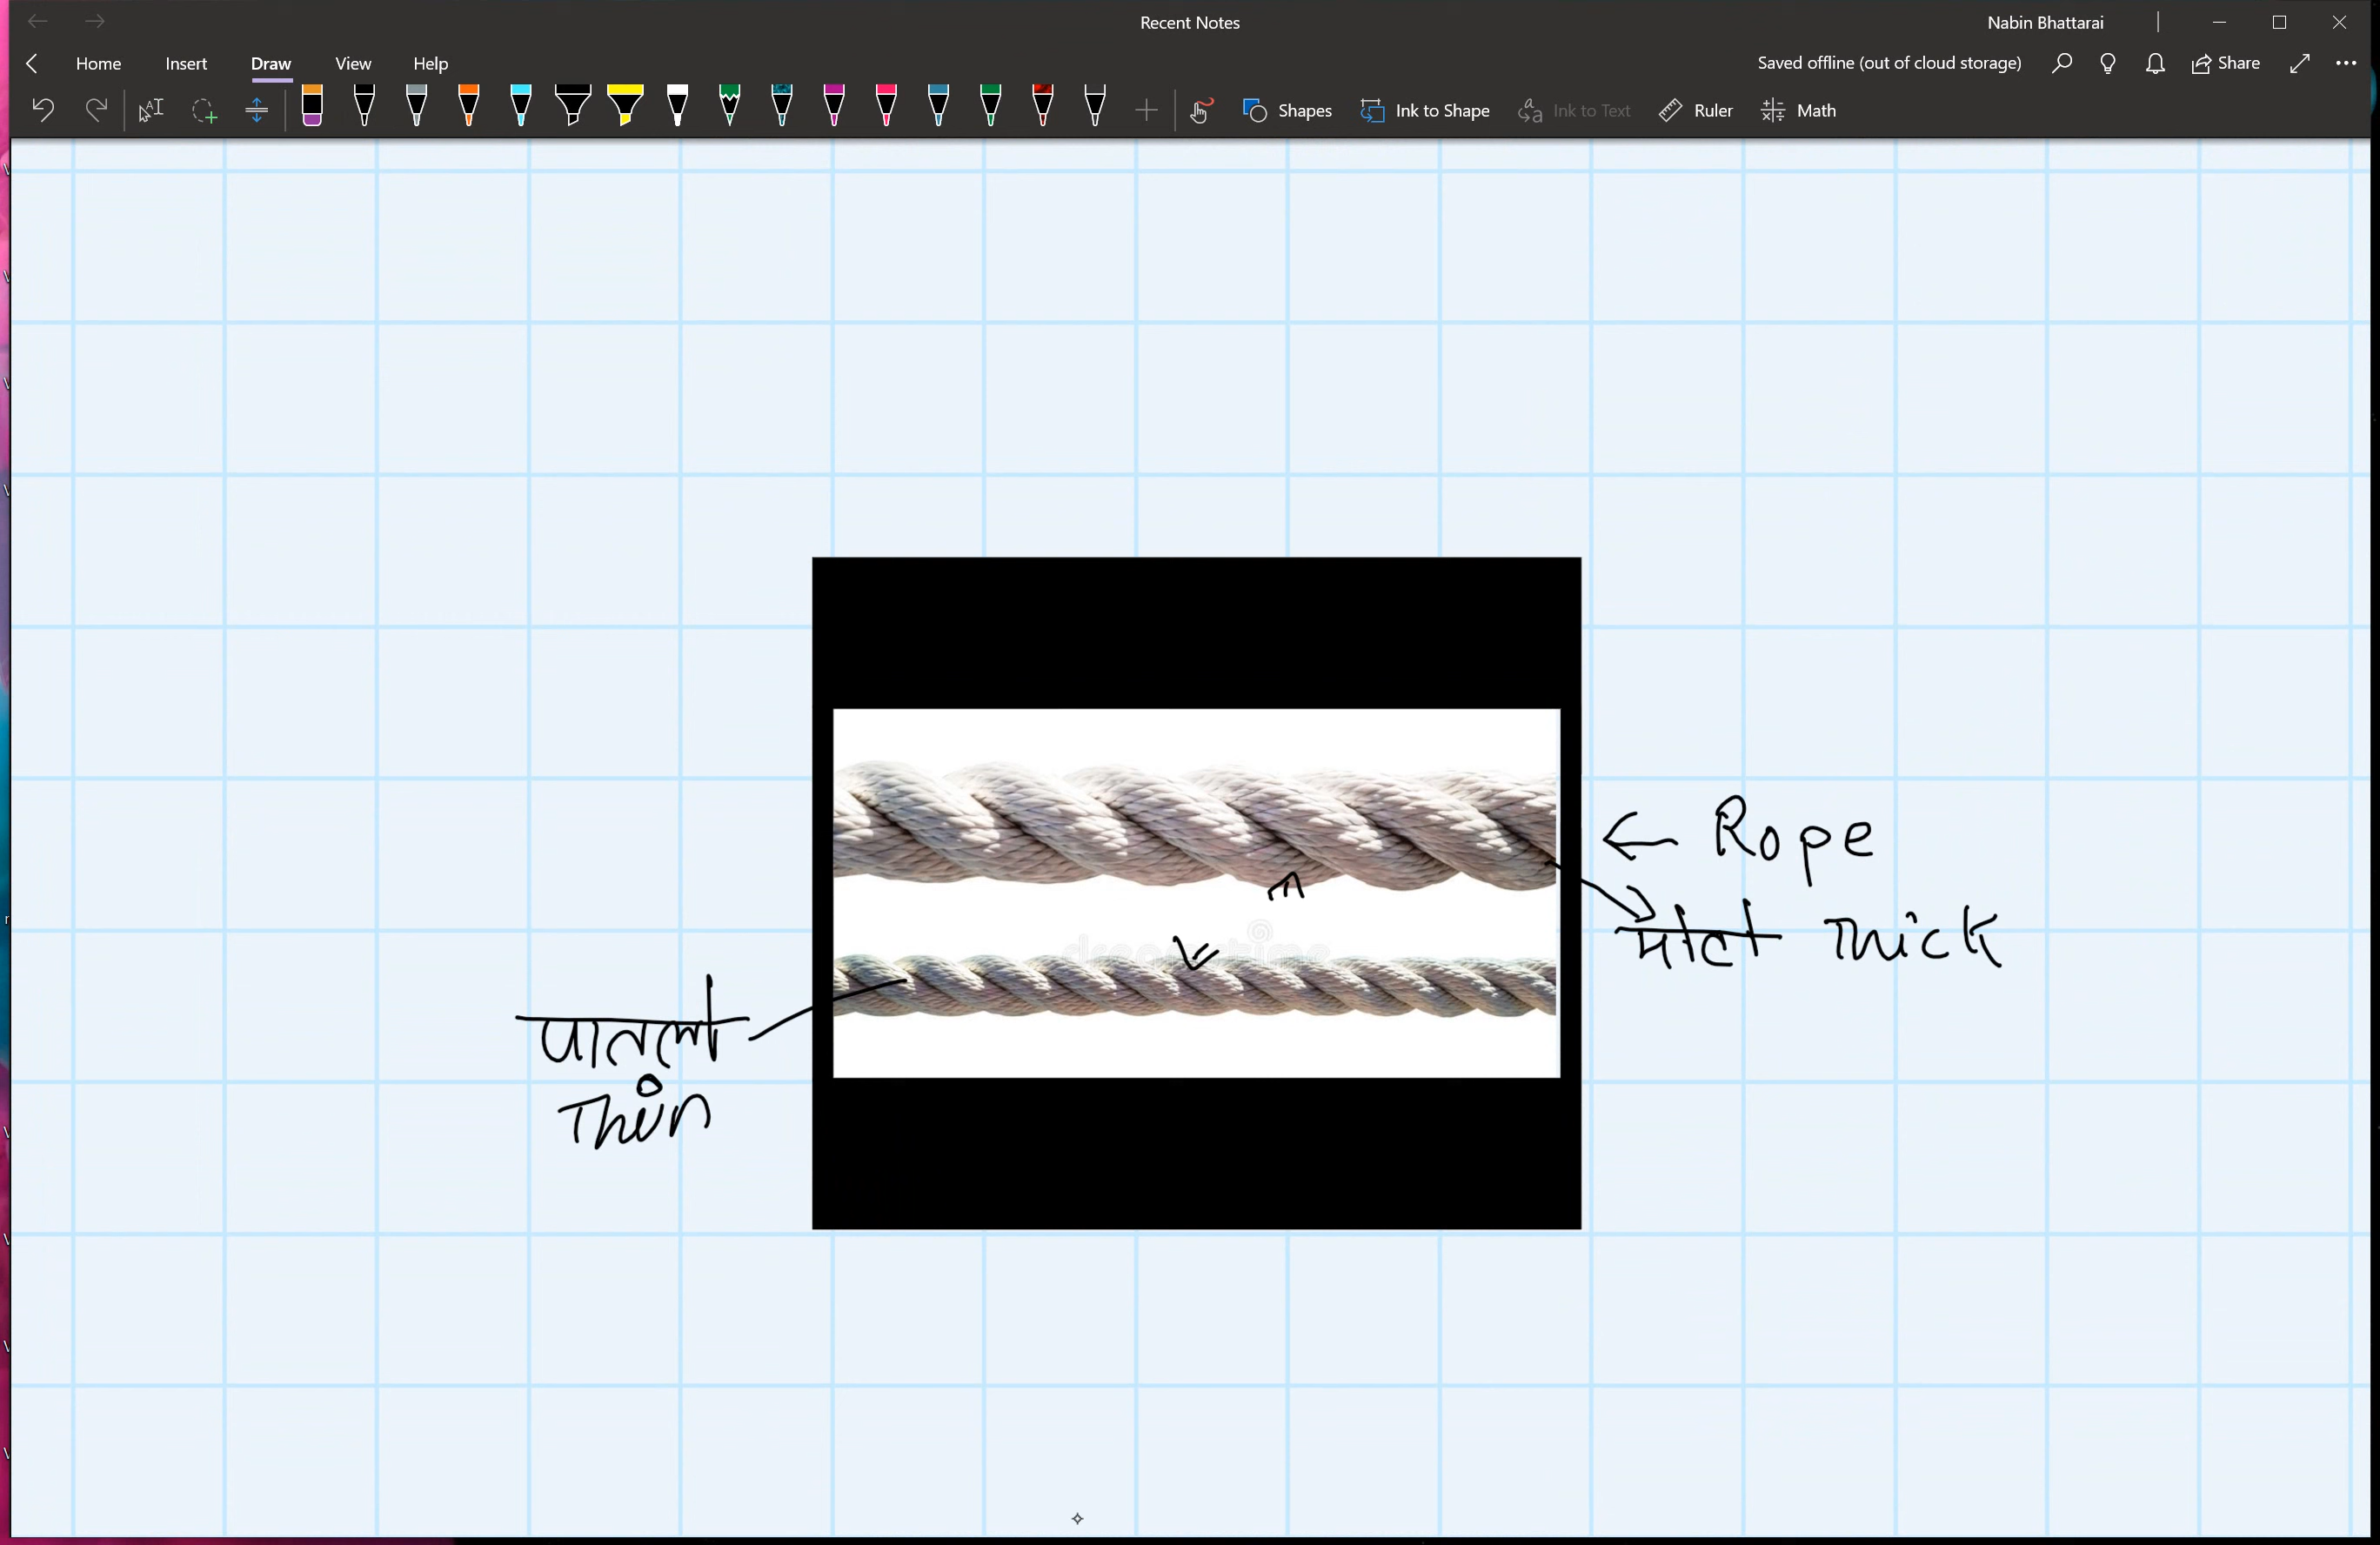 Recent Notes
Nabin Bhattarai
Home Insert Draw View Help
Saved offline (out of cloud storage)
Share
Shapes Ink to Shape Ink to Text Ruler Math
Rope
Thick
dreamstime
पातलो
Thin